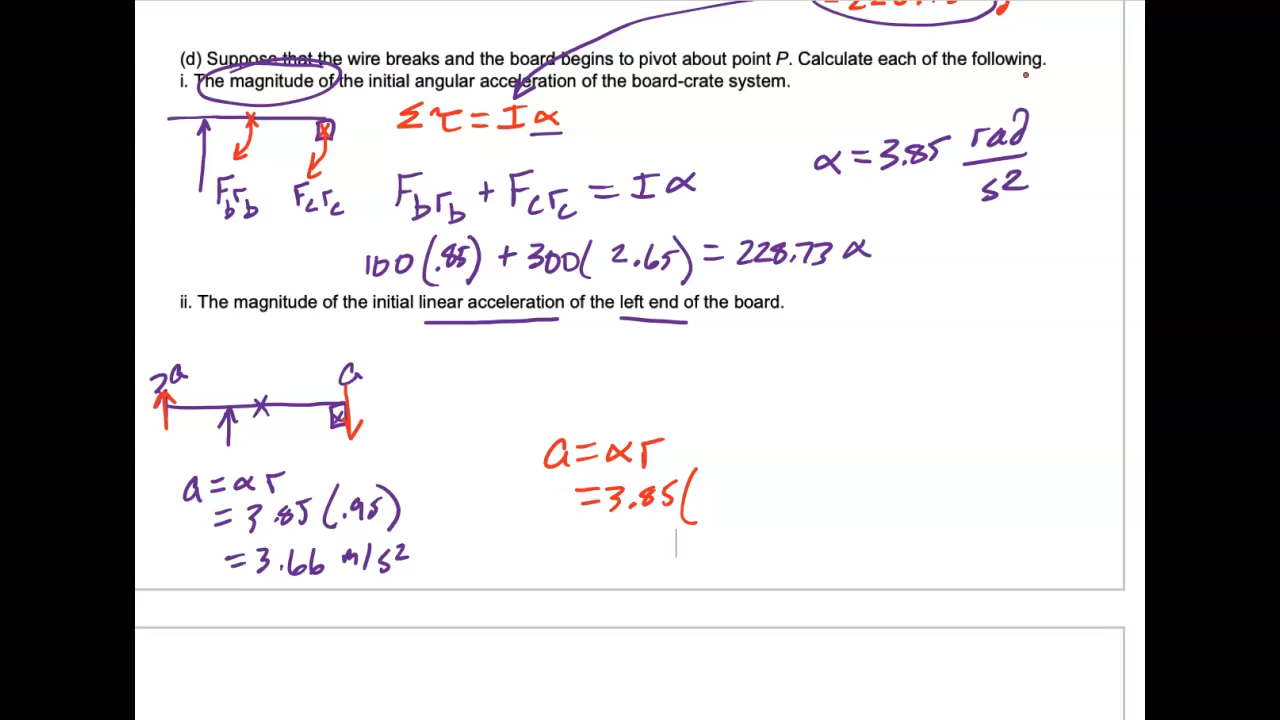 (d) Suppose that the wire breaks and the board begins to pivot about point P. Calculate each of the following.
i. The magnitude of the initial angular acceleration of the board-crate system.
Στ = Iα
α = 3.85 rad/s²
F_b r_b F_c r_c
F_b r_b + F_c r_c = Iα
100(.85) + 300(2.65) = 228.73 α
ii. The magnitude of the initial linear acceleration of the left end of the board.
a a
a = αr
= 3.85(.95)
= 3.66 m/s²
a = αr
= 3.85(